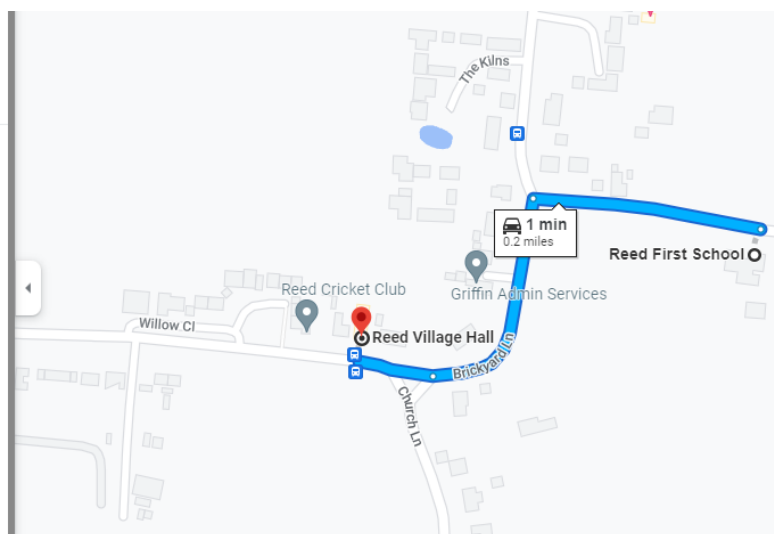 The Kilns
1 min
0.2 miles
Reed First School
Reed Cricket Club
Griffin Admin Services
Willow Cl
Reed Village Hall
Brickyard Ln
Church Ln